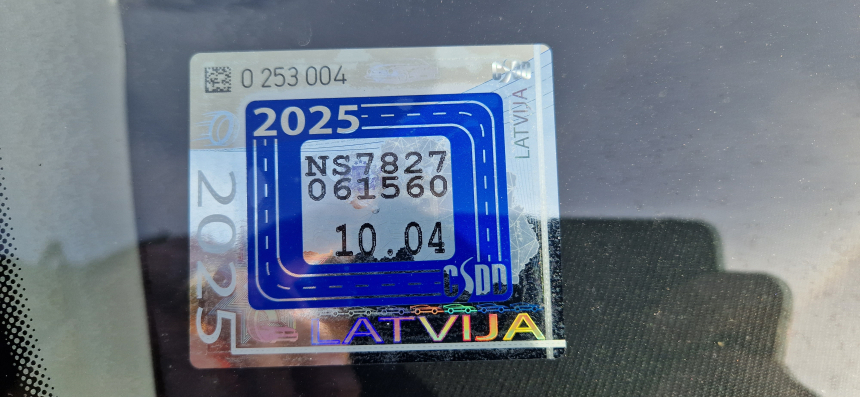 0 253 004
CSDD
LATVIJA
2025
NS7827
061560
10.04
CSDD
2025
LATVIJA